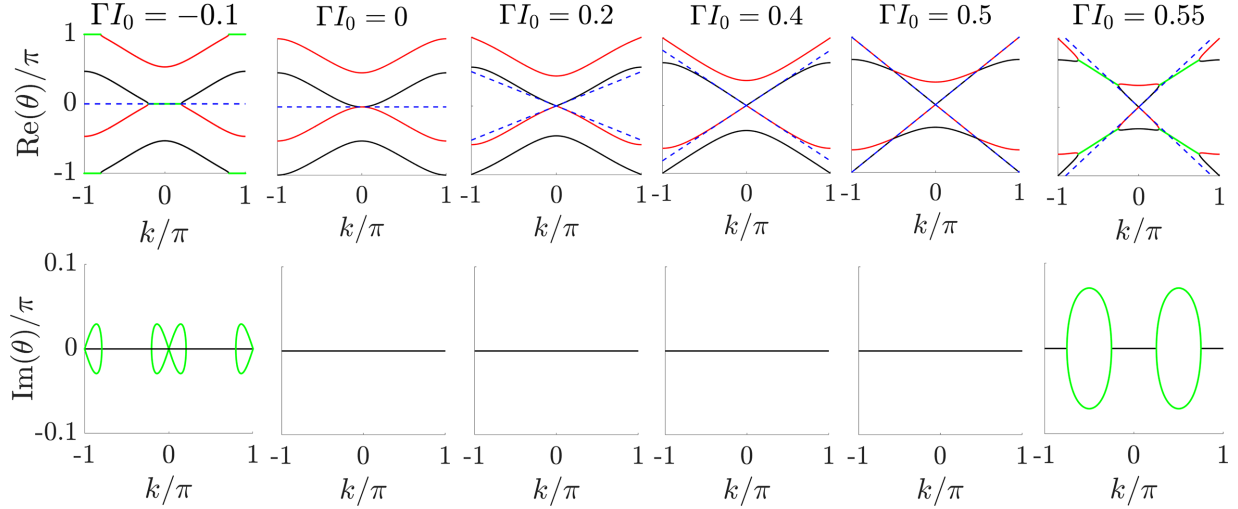 ΓI₀ = −0.1 ΓI₀ = 0 ΓI₀ = 0.2 ΓI₀ = 0.4 ΓI₀ = 0.5 ΓI₀ = 0.55
Re(θ)/π
1
0
-1
-1 0 1 -1 0 1 -1 0 1 -1 0 1 -1 0 1 -1 0 1
k/π k/π k/π k/π k/π k/π
Im(θ)/π
0.1
0
-0.1
-1 0 1 -1 0 1 -1 0 1 -1 0 1 -1 0 1 -1 0 1
k/π k/π k/π k/π k/π k/π